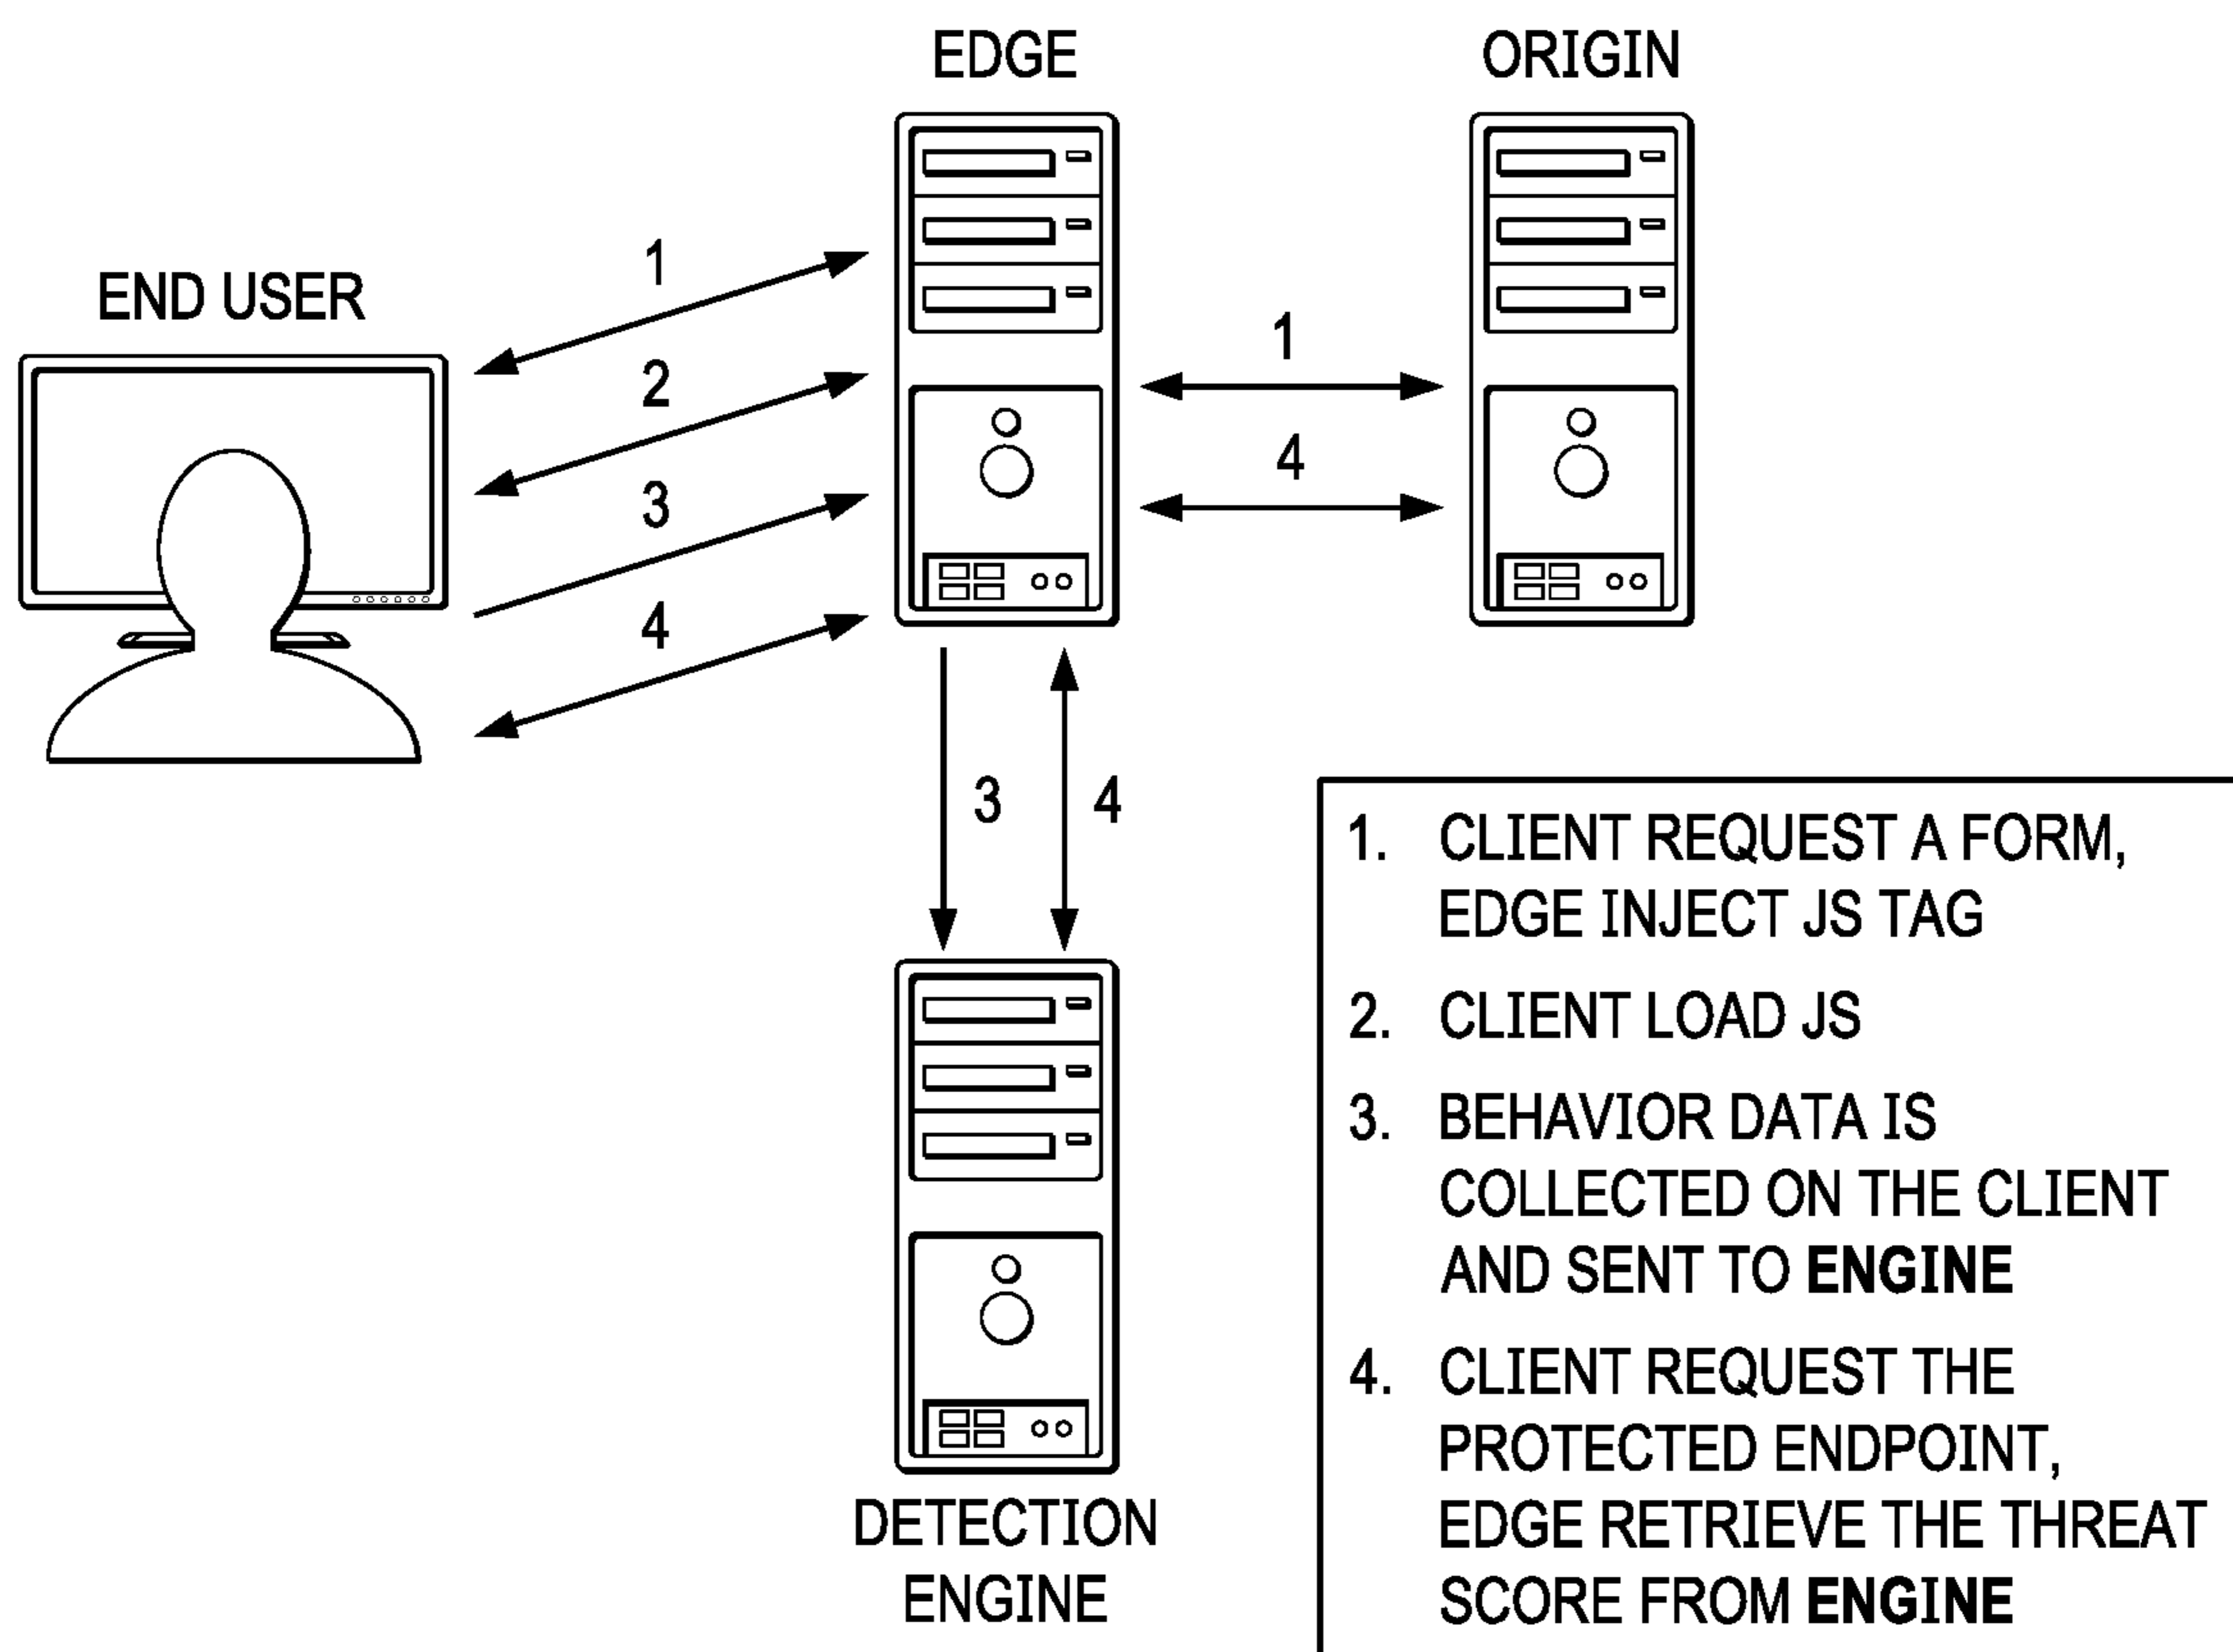 EDGE
ORIGIN
END USER
1
2
3
4
1
4
3
4
DETECTION
ENGINE
1. CLIENT REQUEST A FORM,
EDGE INJECT JS TAG
2. CLIENT LOAD JS
3. BEHAVIOR DATA IS
COLLECTED ON THE CLIENT
AND SENT TO ENGINE
4. CLIENT REQUEST THE
PROTECTED ENDPOINT,
EDGE RETRIEVE THE THREAT
SCORE FROM ENGINE